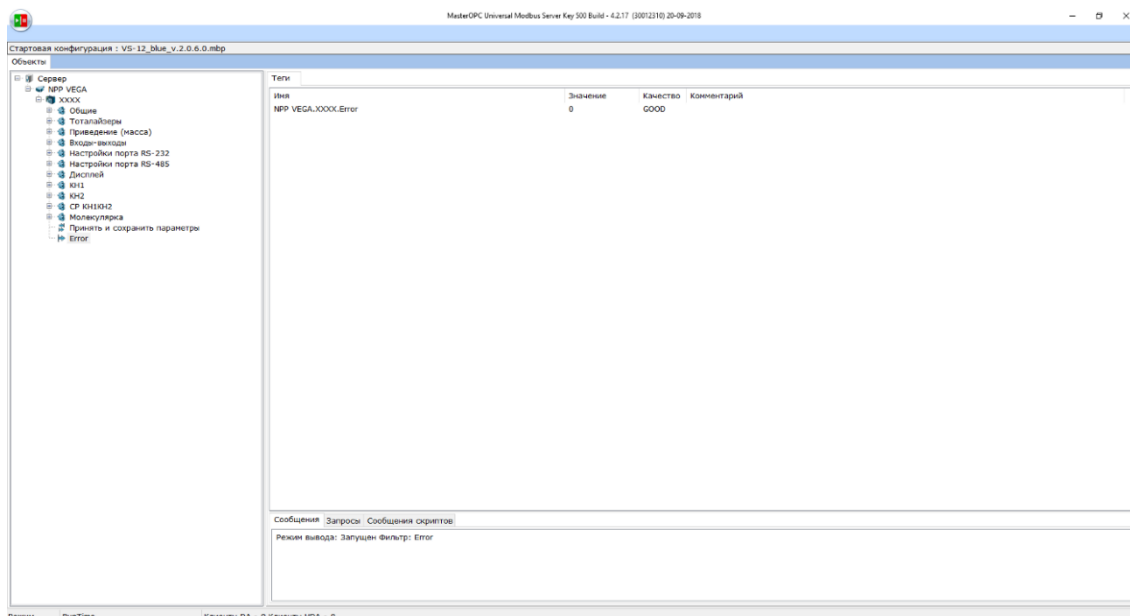 MasterOPC Universal Modbus Server Key 500 Build - 4.2.17 (30012310) 20-09-2018
Стартовая конфигурация : VS-12_blue_v.2.0.6.0.mbp
Объекты
Сервер
NPP VEGA
XXXX
Общие
Тоталайзеры
Приведение (масса)
Входы-выходы
Настройки порта RS-232
Настройки порта RS-485
Дисплей
КН1
КН2
СР КН1КН2
Молекулярка
Принять и сохранить параметры
Error
Теги
Имя Значение Качество Комментарий
NPP VEGA.XXXX.Error 0 GOOD
Сообщения Запросы Сообщения скриптов
Режим вывода: Запущен Фильтр: Error